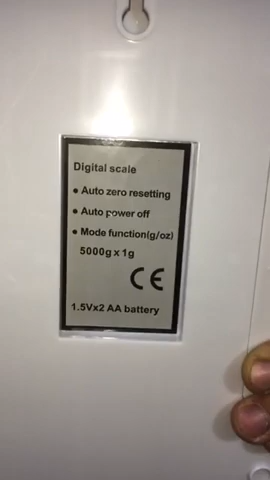 Digital scale
• Auto zero resetting
• Auto power off
• Mode function(g/oz)
5000g x 1g
CE
1.5Vx2 AA battery